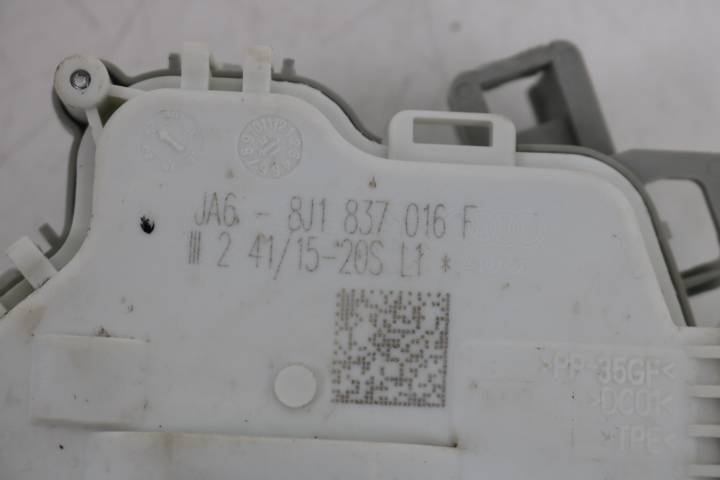 JA6 - 8J1 837 016 F
2 41/15-20S L1 *
>PP-35GF<
>OC01<
>TPE<